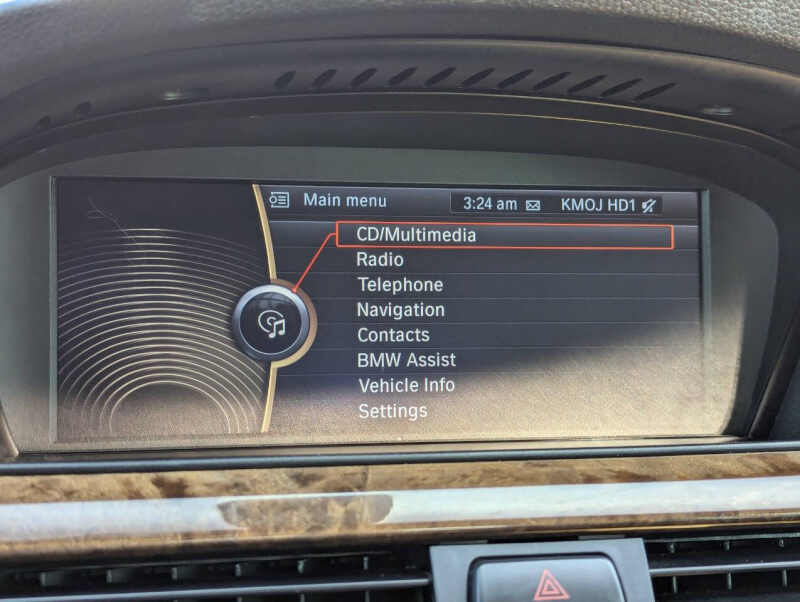 Main menu 3:24 am KMOJ HD1
CD/Multimedia
Radio
Telephone
Navigation
Contacts
BMW Assist
Vehicle Info
Settings